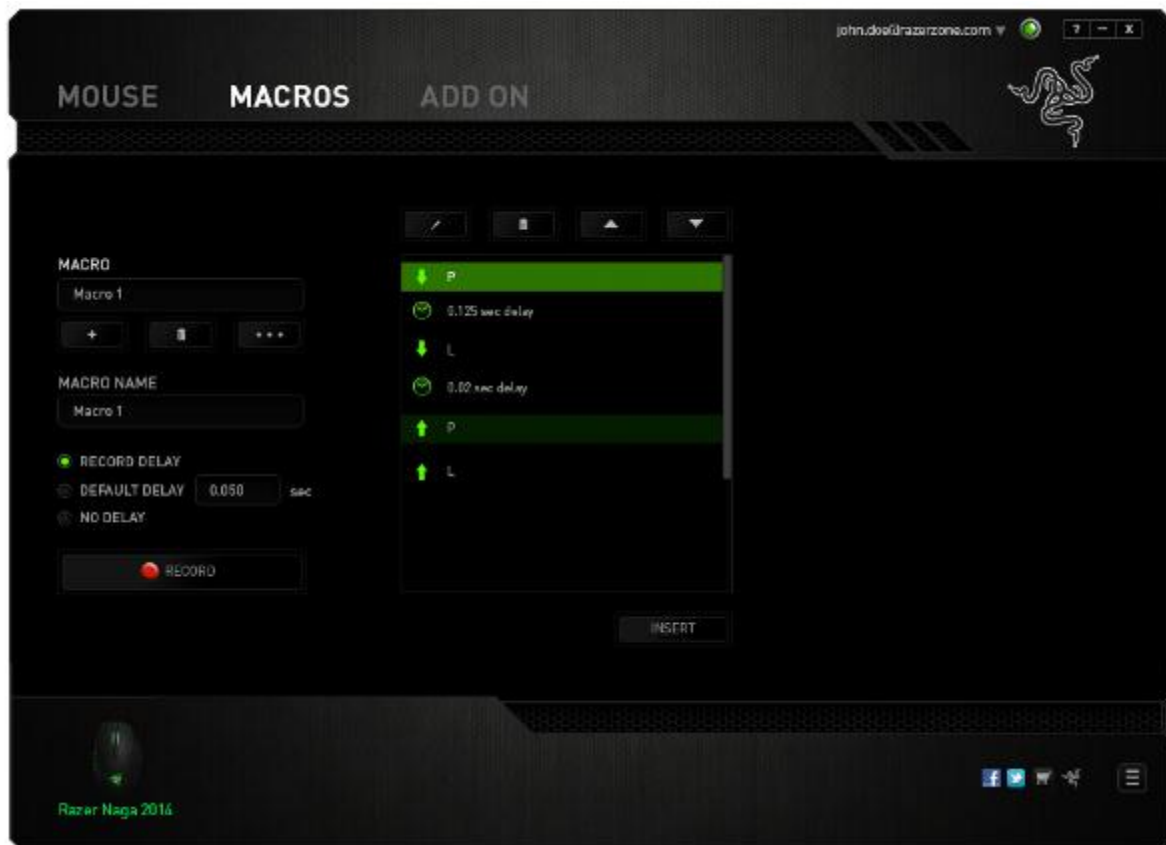 john.doe@razerzone.com
? – X
MOUSE MACROS ADD ON
MACRO
Macro 1
+
MACRO NAME
Macro 1
RECORD DELAY
DEFAULT DELAY 0.050 sec
NO DELAY
RECORD
P
0.125 sec delay
L
0.02 sec delay
P
L
INSERT
Razer Naga 2014